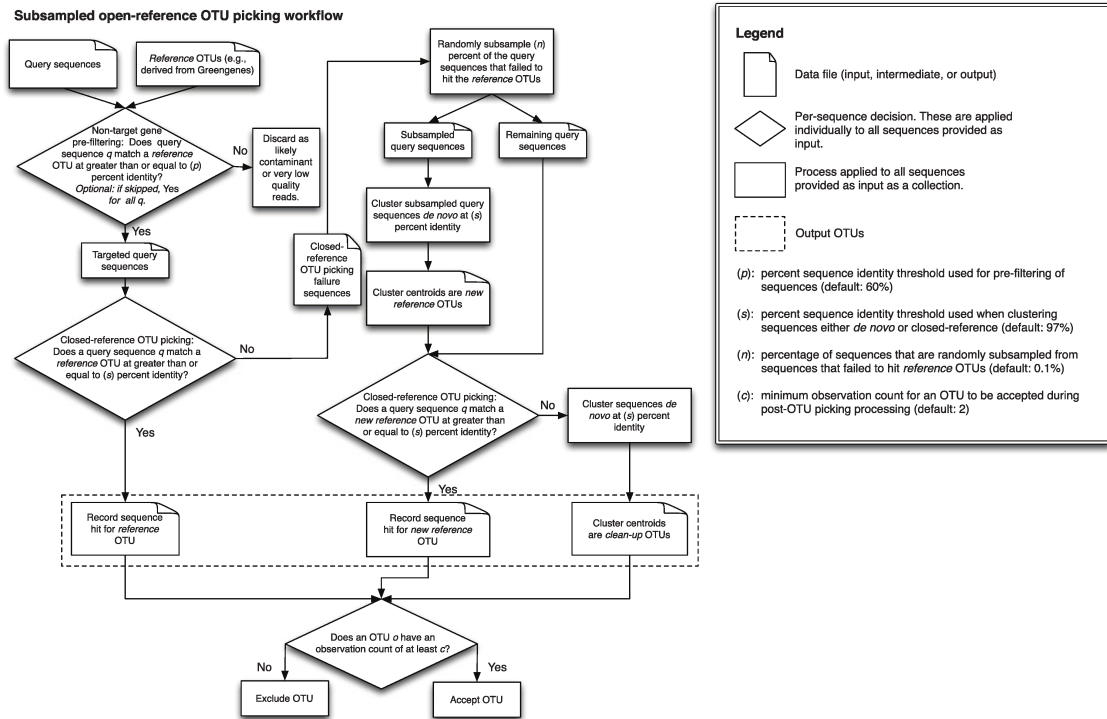 Subsampled open-reference OTU picking workflow
Query sequences
Reference OTUs (e.g.,
derived from Greengenes)
Non-target gene
pre-filtering: Does query
sequence q match a reference
OTU at greater than or equal to (p)
percent identity?
Optional: if skipped, Yes
for all q.
No
Discard as
likely
contaminant
or very low
quality
reads.
Yes
Targeted query
sequences
Closed-reference OTU picking:
Does a query sequence q match a
reference OTU at greater than or
equal to (s) percent identity?
No
Closed-
reference
OTU picking
failure
sequences
Yes
Randomly subsample (n)
percent of the query
sequences that failed to
hit the reference OTUs
Subsampled
query sequences
Remaining query
sequences
Cluster subsampled query
sequences de novo at (s)
percent identity
Cluster centroids are new
reference OTUs
Closed-reference OTU picking:
Does a query sequence q match a
new reference OTU at greater than
or equal to (s) percent identity?
No
Cluster sequences de
novo at (s) percent
identity
Yes
Record sequence
hit for reference
OTU
Record sequence
hit for new reference
OTU
Cluster centroids
are clean-up OTUs
Does an OTU o have an
observation count of at least c?
No
Yes
Exclude OTU
Accept OTU
Legend
Data file (input, intermediate, or output)
Per-sequence decision. These are applied
individually to all sequences provided as
input.
Process applied to all sequences
provided as input as a collection.
Output OTUs
(p): percent sequence identity threshold used for pre-filtering of
sequences (default: 60%)
(s): percent sequence identity threshold used when clustering
sequences either de novo or closed-reference (default: 97%)
(n): percentage of sequences that are randomly subsampled from
sequences that failed to hit reference OTUs (default: 0.1%)
(c): minimum observation count for an OTU to be accepted during
post-OTU picking processing (default: 2)